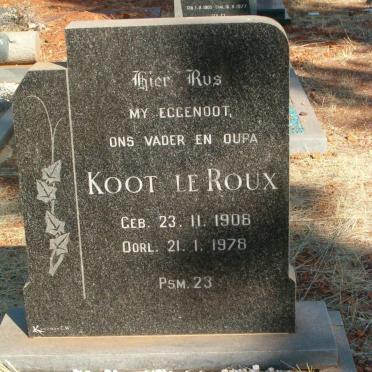 Hier Rus
MY EGGENOOT,
ONS VADER EN OUPA
KOOT LE ROUX
GEB. 23. 11. 1908
OORL. 21. 1. 1978
PSM. 23